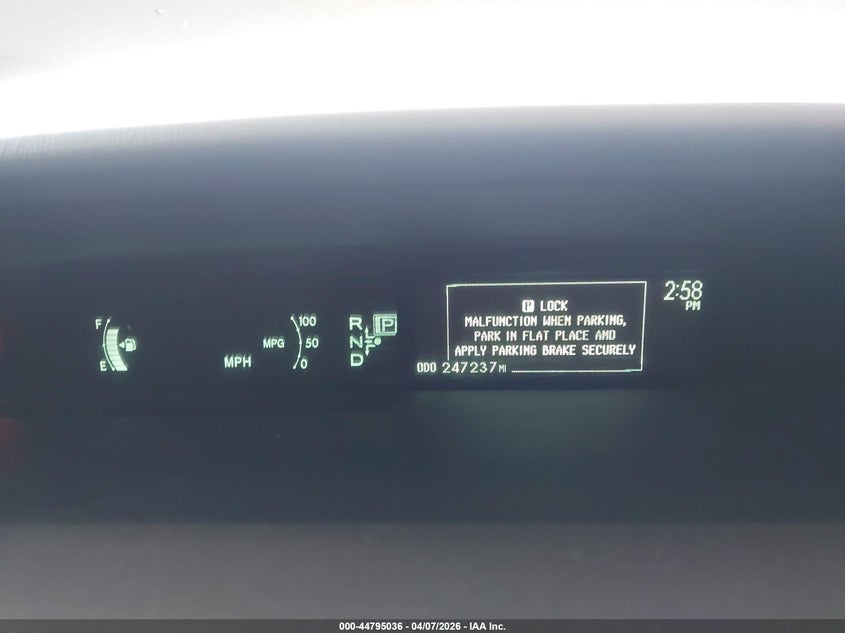 F
E
MPH
MPG
100
50
0
R
N
D
P
P LOCK
MALFUNCTION WHEN PARKING,
PARK IN FLAT PLACE AND
APPLY PARKING BRAKE SECURELY
ODO 247237 MI
2:58
PM
000-44795036 - 04/07/2026 - IAA Inc.